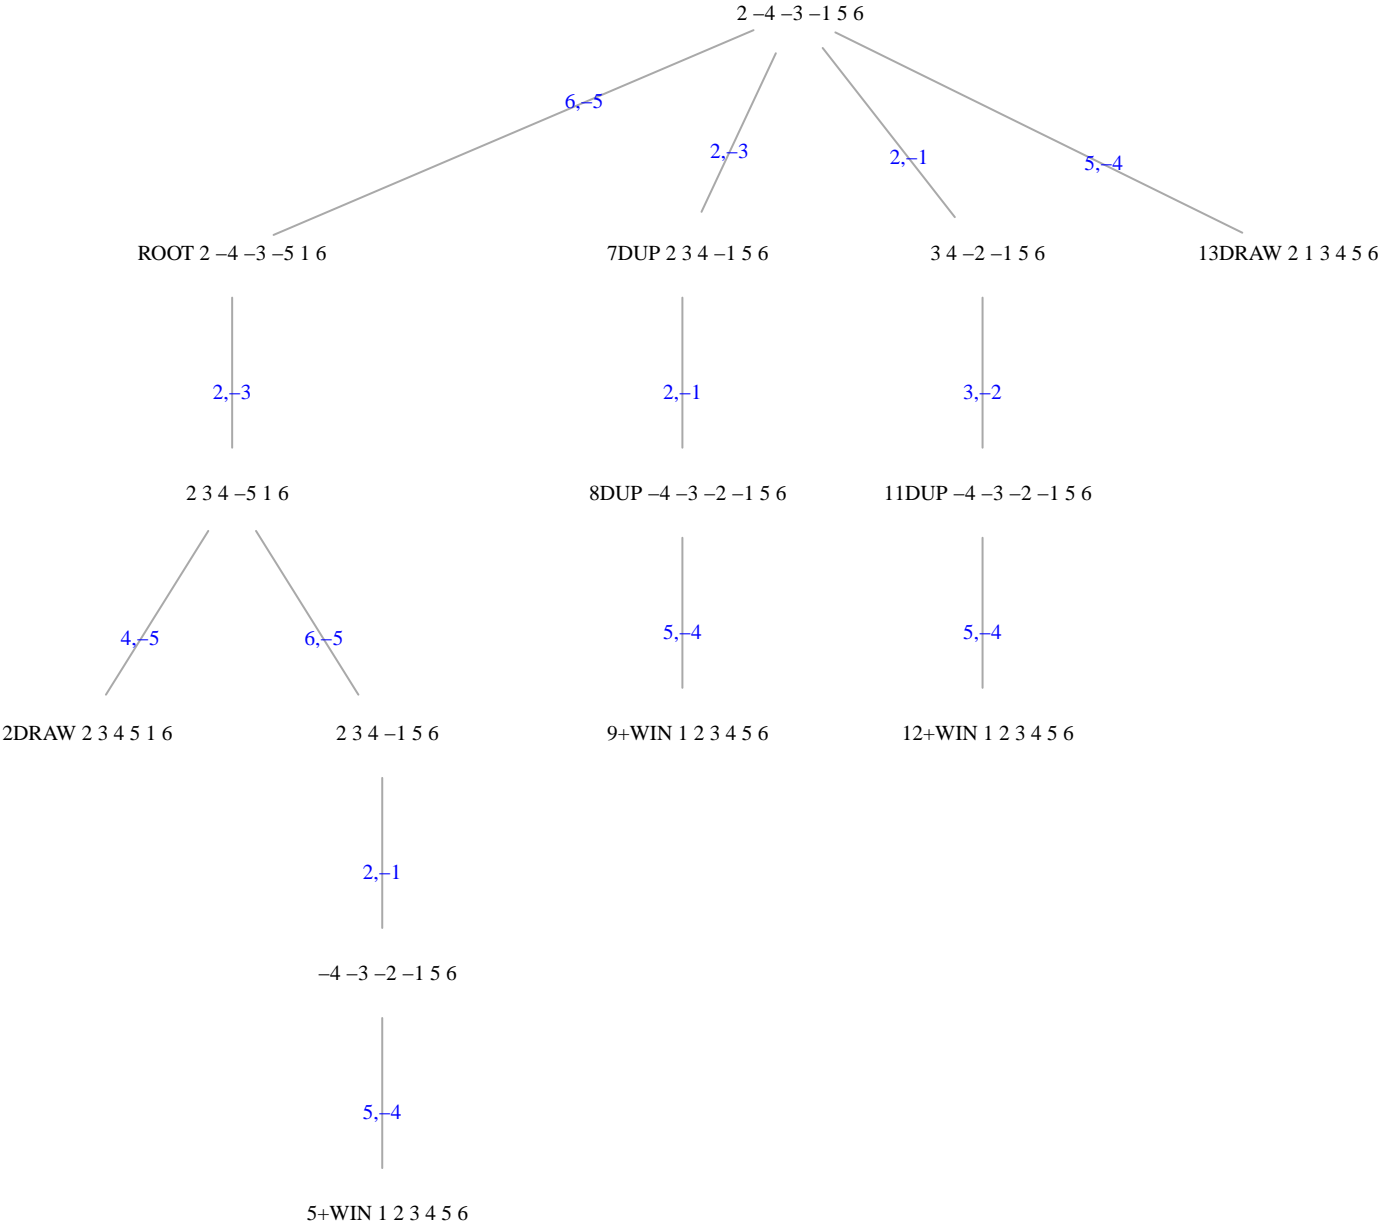 2 –4 –3 –1 5 6
6,–5
2,–3
2,–1
5,–4
ROOT 2 –4 –3 –5 1 6
7DUP 2 3 4 –1 5 6
3 4 –2 –1 5 6
13DRAW 2 1 3 4 5 6
2,–3
2,–1
3,–2
2 3 4 –5 1 6
8DUP –4 –3 –2 –1 5 6
11DUP –4 –3 –2 –1 5 6
4,–5
6,–5
5,–4
5,–4
2DRAW 2 3 4 5 1 6
2 3 4 –1 5 6
9+WIN 1 2 3 4 5 6
12+WIN 1 2 3 4 5 6
2,–1
–4 –3 –2 –1 5 6
5,–4
5+WIN 1 2 3 4 5 6